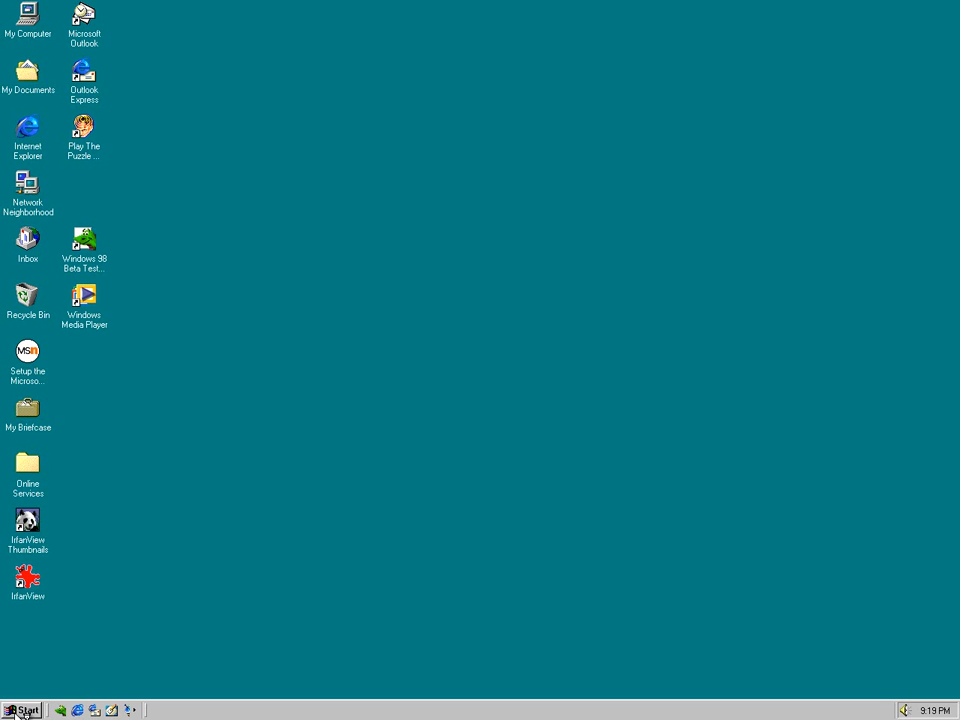 My Computer
Microsoft
Outlook
My Documents
Outlook
Express
Internet
Explorer
Play The
Puzzle ...
Network
Neighborhood
Inbox
Windows 98
Beta Test...
Recycle Bin
Windows
Media Player
msn
Setup the
Microso...
My Briefcase
Online
Services
IrfanView
Thumbnails
IrfanView
Start
9:19 PM